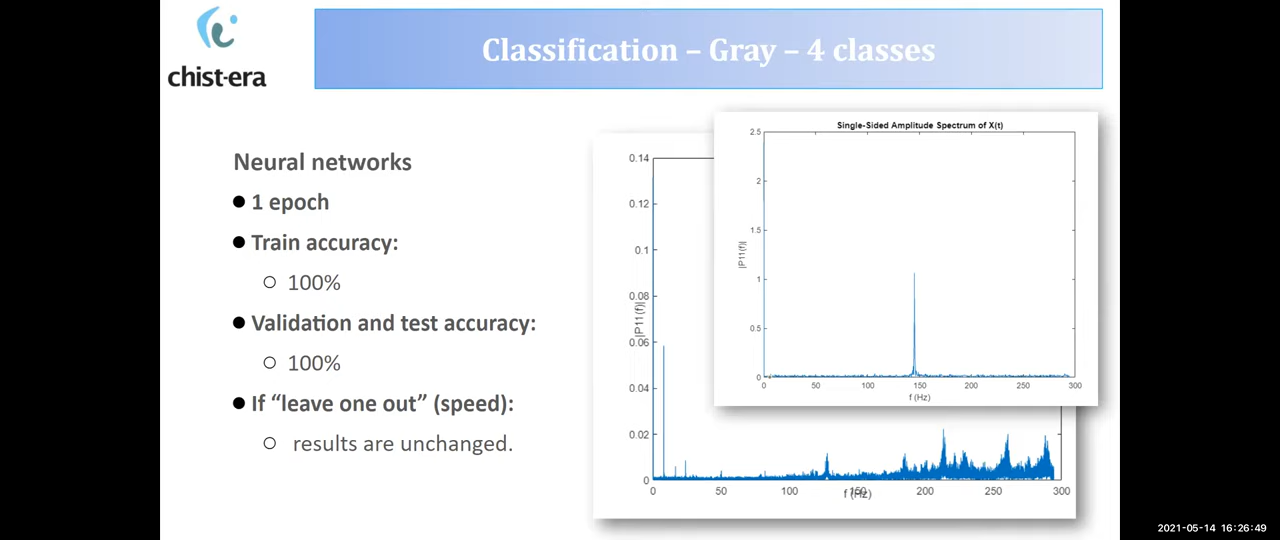 chist-era
Classification – Gray – 4 classes
Neural networks
● 1 epoch
● Train accuracy:
○ 100%
● Validation and test accuracy:
○ 100%
● If “leave one out” (speed):
○ results are unchanged.
0.14
0.12
0.1
0.08
0.06
0.04
0.02
0
|P11(f)|
0 50 100 150 200 250 300
f (Hz)
Single-Sided Amplitude Spectrum of X(t)
2.5
2
1.5
1
0.5
0
|P11(f)|
0 50 100 150 200 250 300
f (Hz)
2021-05-14 16:26:49